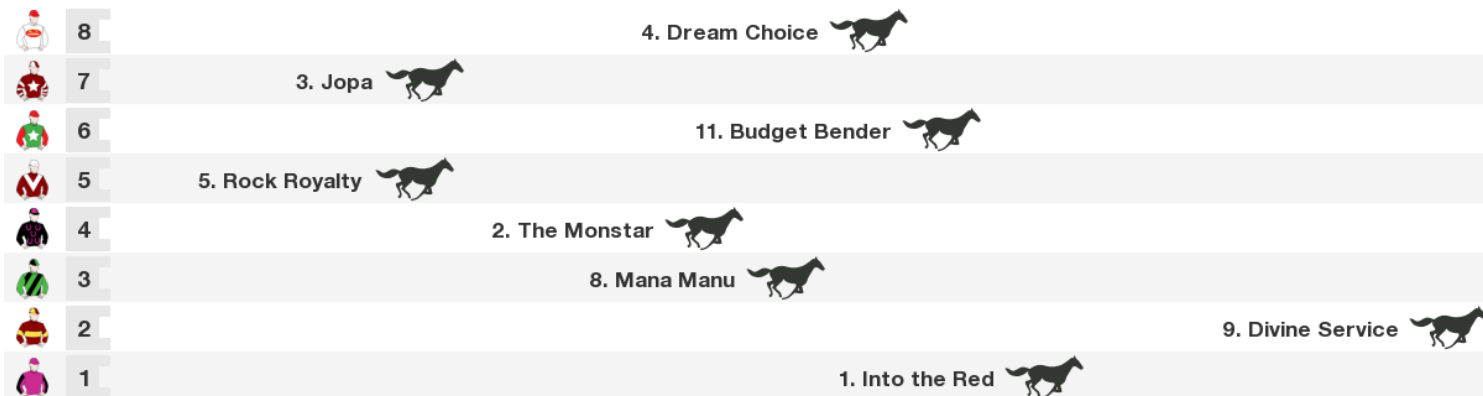 8 4. Dream Choice
7 3. Jopa
6 11. Budget Bender
5 5. Rock Royalty
4 2. The Monstar
3 8. Mana Manu
2 9. Divine Service
1 1. Into the Red